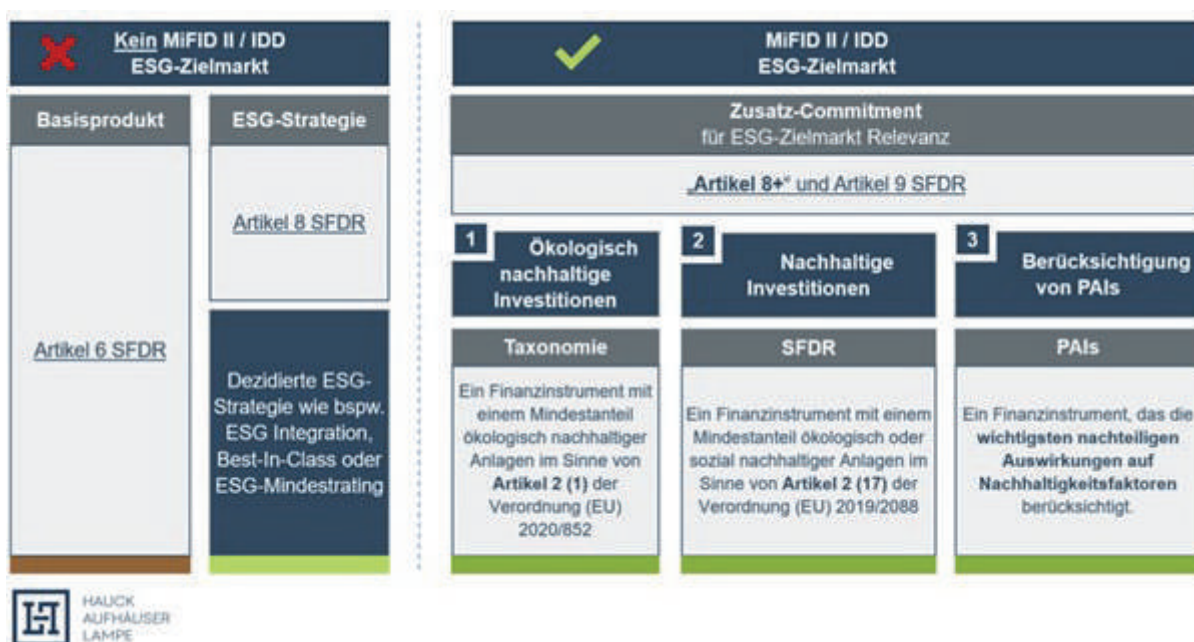 Kein MiFID II / IDD
ESG-Zielmarkt
Basisprodukt
Artikel 6 SFDR
ESG-Strategie
Artikel 8 SFDR
Dezidierte ESG-
Strategie wie bspw.
ESG Integration,
Best-In-Class oder
ESG-Mindestrating
MiFID II / IDD
ESG-Zielmarkt
Zusatz-Commitment
für ESG-Zielmarkt Relevanz
„Artikel 8+“ und Artikel 9 SFDR
1
Ökologisch
nachhaltige
Investitionen
Taxonomie
Ein Finanzinstrument mit
einem Mindestanteil
ökologisch nachhaltiger
Anlagen im Sinne von
Artikel 2 (1) der
Verordnung (EU)
2020/852
2
Nachhaltige
Investitionen
SFDR
Ein Finanzinstrument mit einem
Mindestanteil ökologisch oder
sozial nachhaltiger Anlagen im
Sinne von Artikel 2 (17) der
Verordnung (EU) 2019/2088
3
Berücksichtigung
von PAIs
PAIs
Ein Finanzinstrument, das die
wichtigsten nachteiligen
Auswirkungen auf
Nachhaltigkeitsfaktoren
berücksichtigt.
HAUCK
AUFHÄUSER
LAMPE